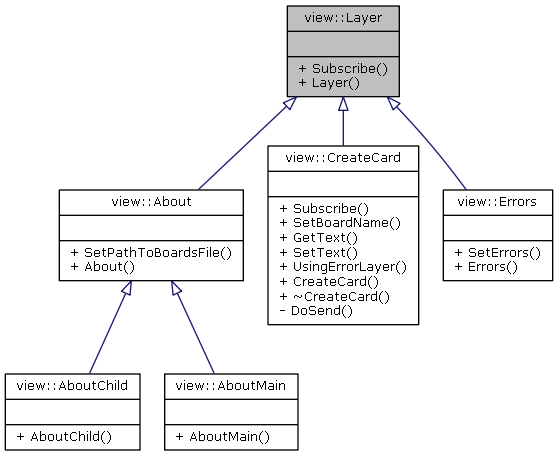 view::Layer
+ Subscribe()
+ Layer()
view::CreateCard
+ Subscribe()
+ SetBoardName()
+ GetText()
+ SetText()
+ UsingErrorLayer()
+ CreateCard()
+ ~CreateCard()
- DoSend()
view::About
+ SetPathToBoardsFile()
+ About()
view::Errors
+ SetErrors()
+ Errors()
view::AboutChild
+ AboutChild()
view::AboutMain
+ AboutMain()